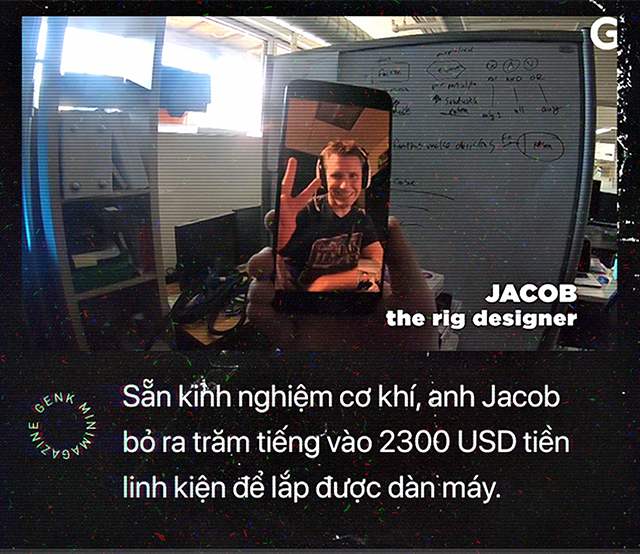 G
JACOB
the rig designer
GENK MINIMAGAZINE
Sẵn kinh nghiệm cơ khí, anh Jacob
bỏ ra trăm tiếng vào 2300 USD tiền
linh kiện để lắp được dàn máy.